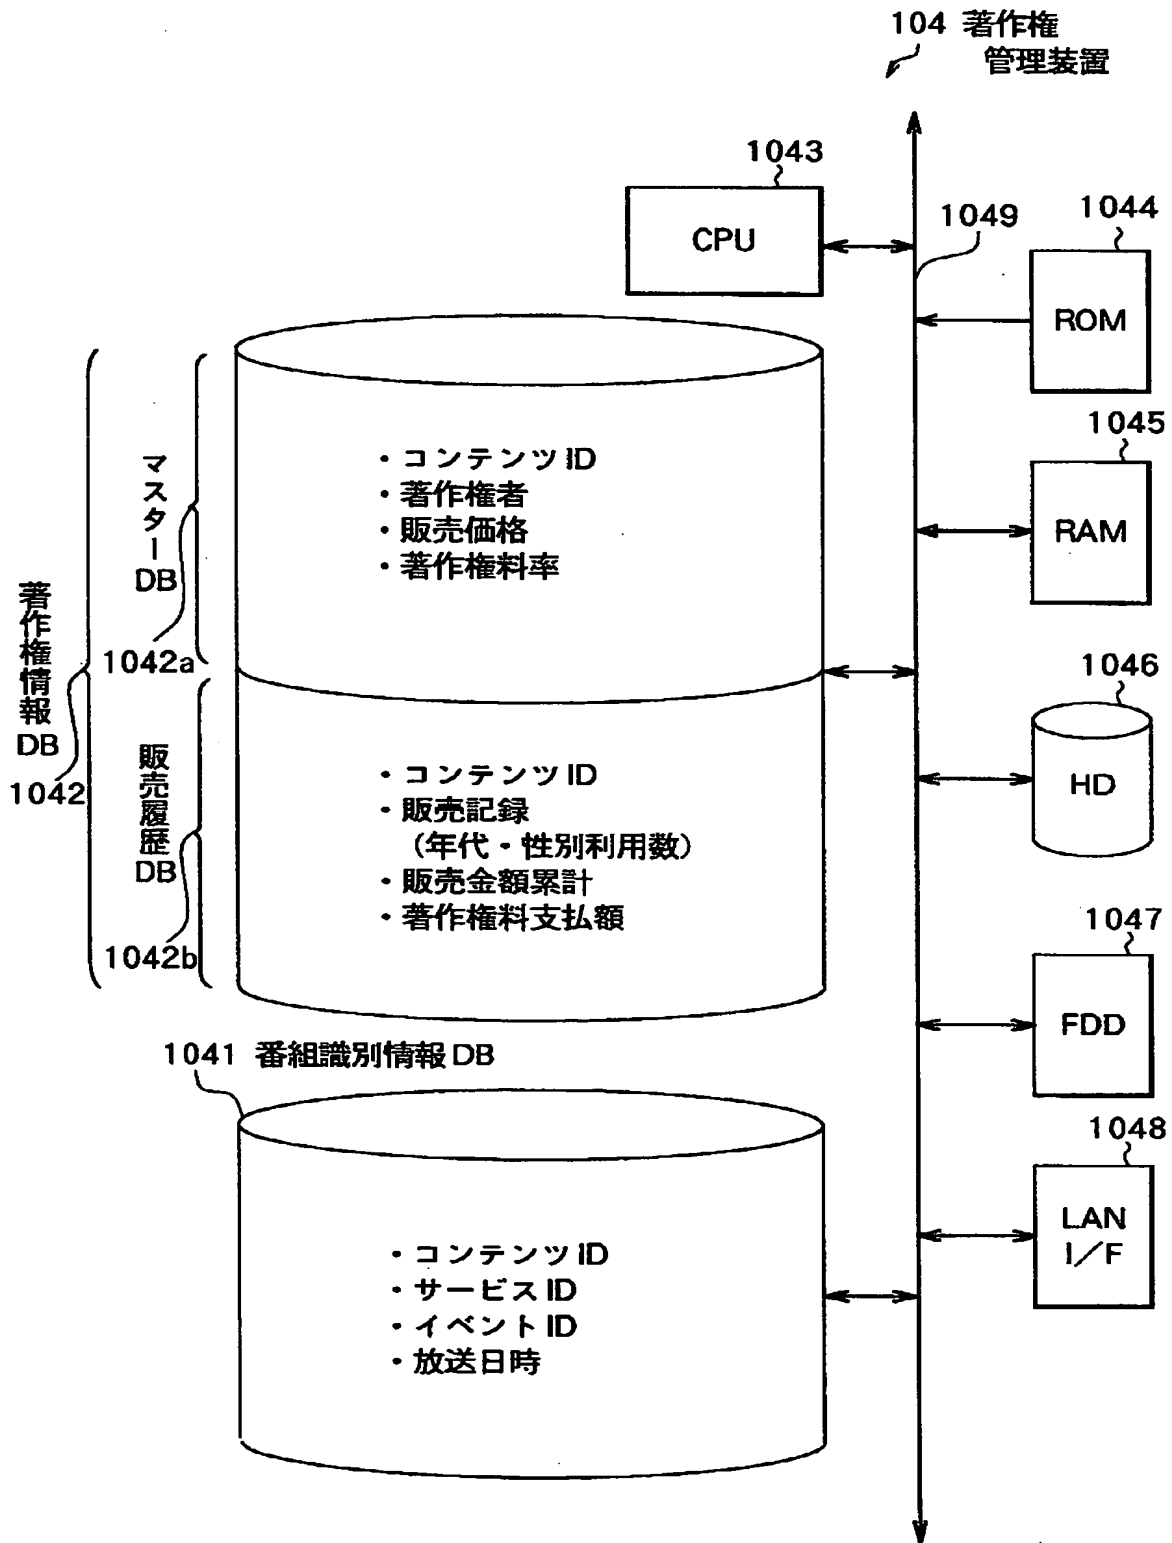 104 著作権
管理装置
1043
CPU
1049
1044
ROM
1045
RAM
1046
HD
1047
FDD
1048
LAN
I/F
著作権情報DB
1042
マスターDB
1042a
・コンテンツID
・著作権者
・販売価格
・著作権料率
販売履歴DB
1042b
・コンテンツID
・販売記録
（年代・性別利用数）
・販売金額累計
・著作権料支払額
1041 番組識別情報DB
・コンテンツID
・サービスID
・イベントID
・放送日時